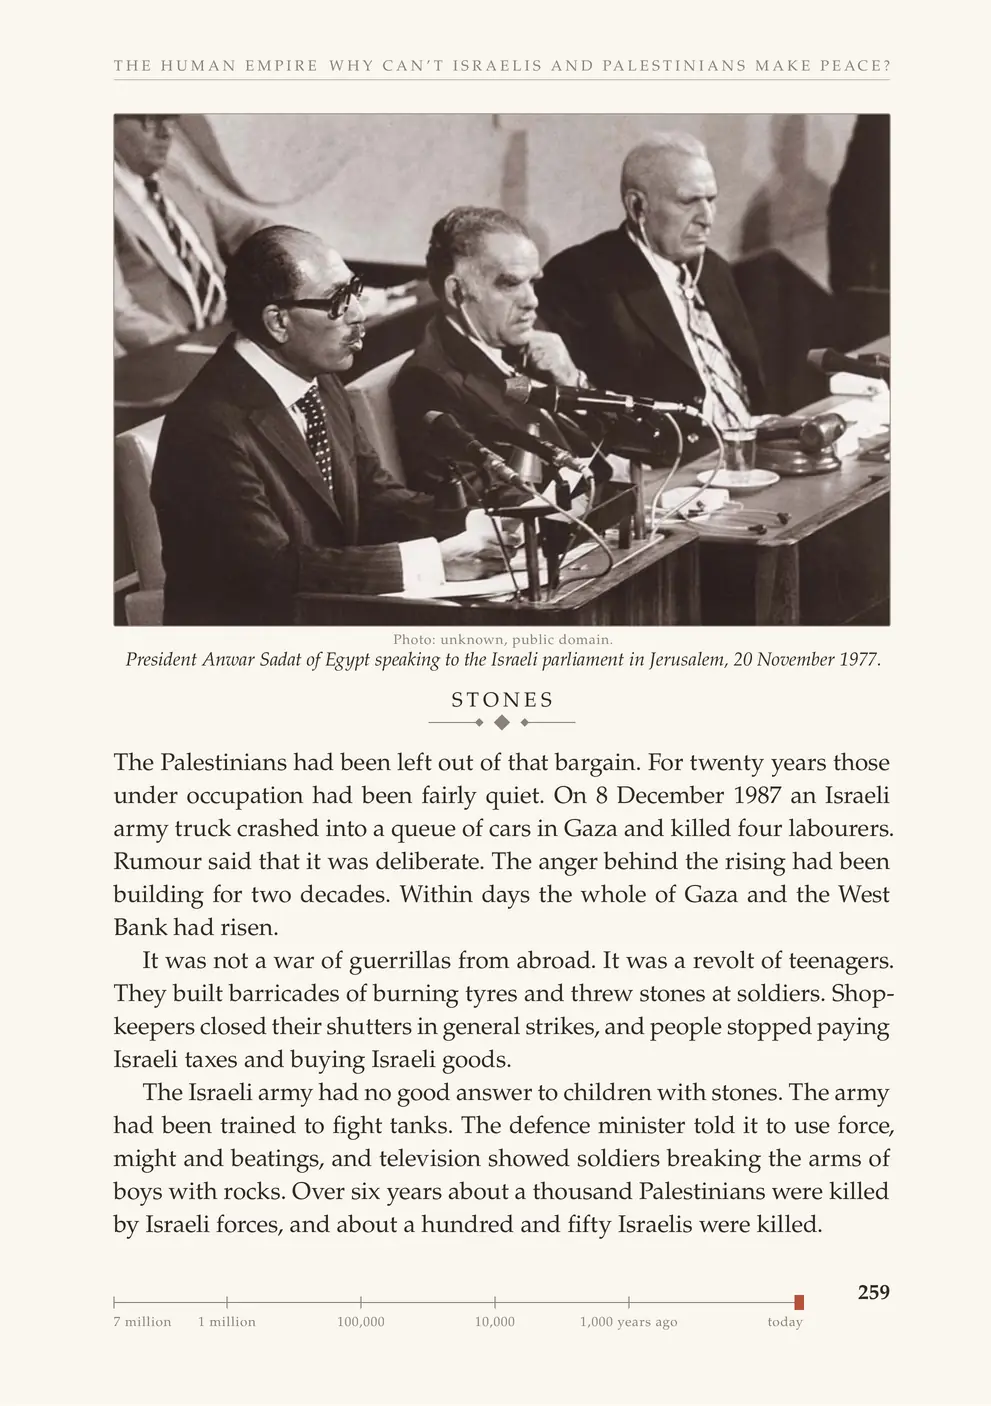 THE HUMAN EMPIRE WHY CAN'T ISRAELIS AND PALESTINIANS MAKE PEACE?
Photo: unknown, public domain.
President Anwar Sadat of Egypt speaking to the Israeli parliament in Jerusalem, 20 November 1977.
STONES
The Palestinians had been left out of that bargain. For twenty years those
under occupation had been fairly quiet. On 8 December 1987 an Israeli
army truck crashed into a queue of cars in Gaza and killed four labourers.
Rumour said that it was deliberate. The anger behind the rising had been
building for two decades. Within days the whole of Gaza and the West
Bank had risen.
It was not a war of guerrillas from abroad. It was a revolt of teenagers.
They built barricades of burning tyres and threw stones at soldiers. Shop-
keepers closed their shutters in general strikes, and people stopped paying
Israeli taxes and buying Israeli goods.
The Israeli army had no good answer to children with stones. The army
had been trained to fight tanks. The defence minister told it to use force,
might and beatings, and television showed soldiers breaking the arms of
boys with rocks. Over six years about a thousand Palestinians were killed
by Israeli forces, and about a hundred and fifty Israelis were killed.
259
7 million 1 million 100,000 10,000 1,000 years ago today